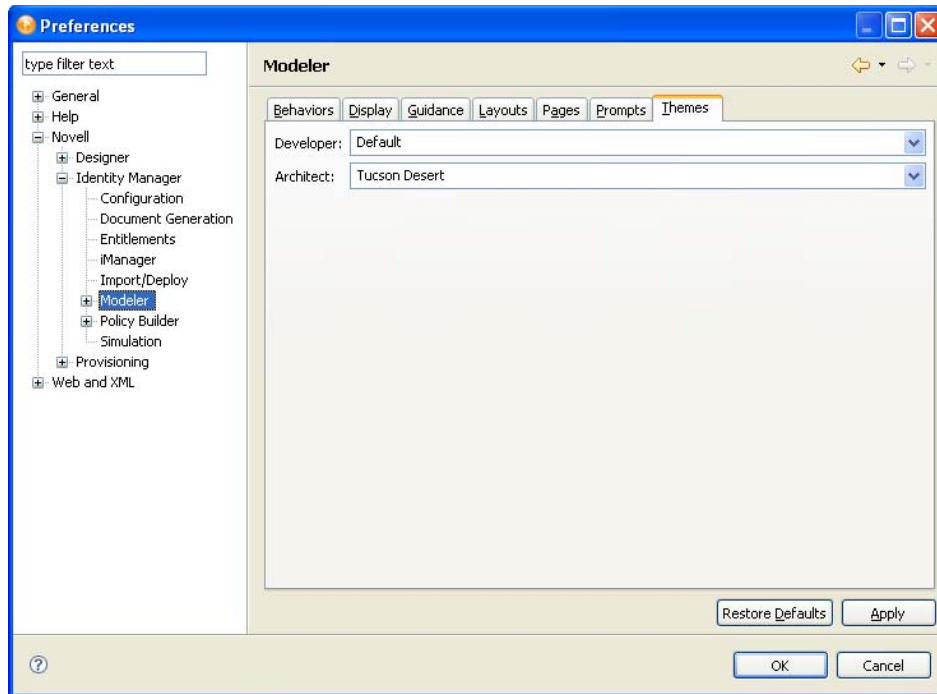 Preferences
type filter text
General
Help
Novell
Designer
Identity Manager
Configuration
Document Generation
Entitlements
iManager
Import/Deploy
Modeler
Policy Builder
Simulation
Provisioning
Web and XML
Modeler
Behaviors Display Guidance Layouts Pages Prompts Themes
Developer: Default
Architect: Tucson Desert
Restore Defaults Apply
OK Cancel